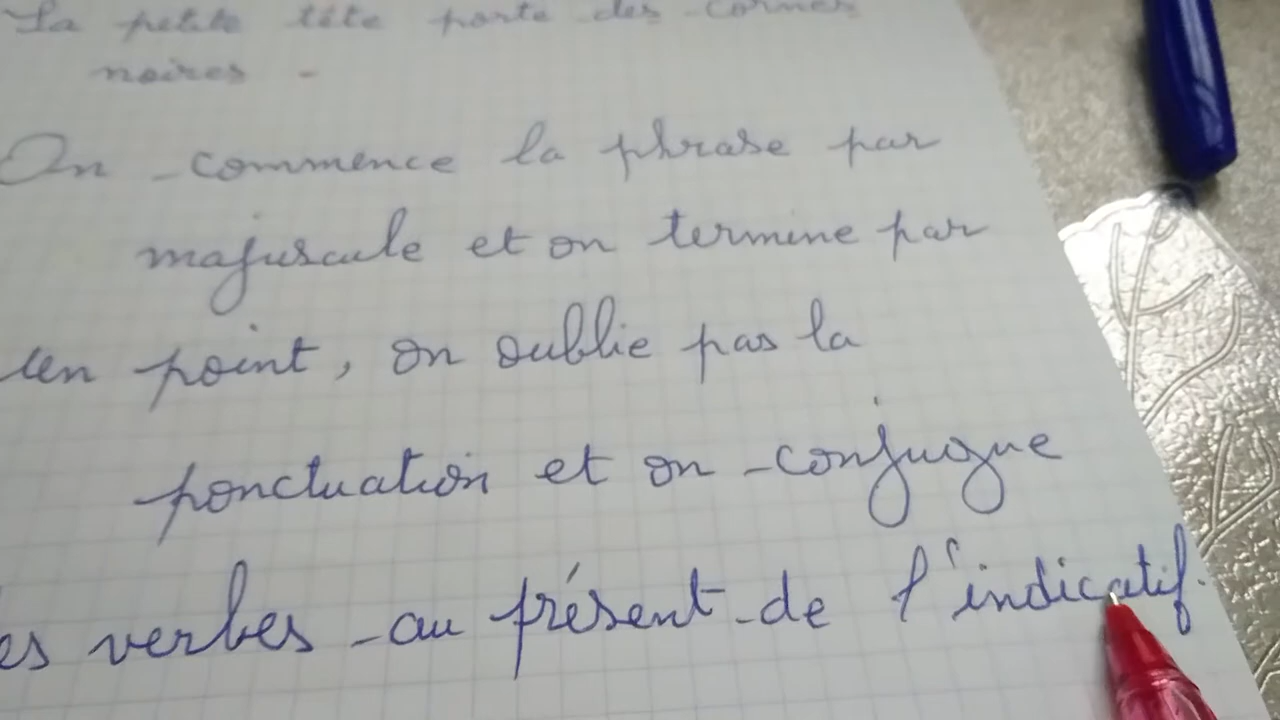 La petite tête porte des cornes
noires -
On commence la phrase par
majuscule et on termine par
un point, on oublie pas la
ponctuation et on conjugue
es verbes au présent de l'indicatif.